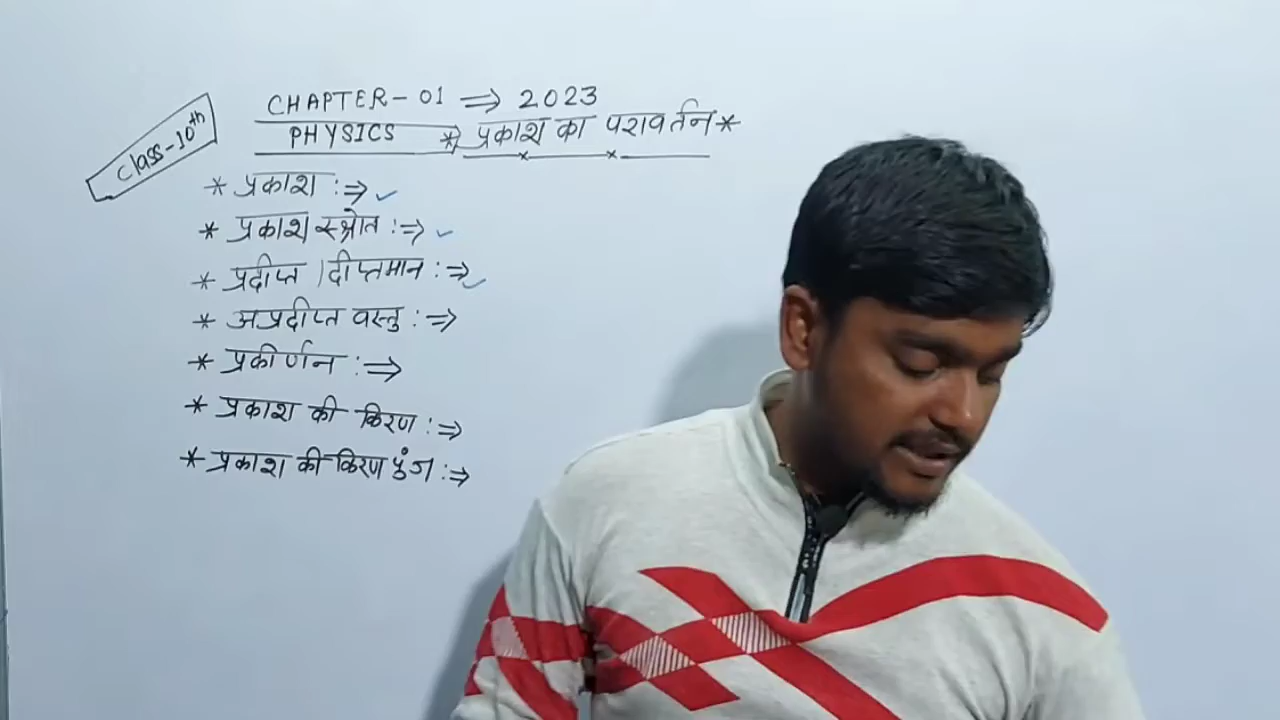 Class-10th
CHAPTER-01 ⇒ 2023
PHYSICS * प्रकाश का परावर्तन *
* प्रकाश :⇒ ✓
* प्रकाश स्त्रोत :⇒ ✓
* प्रदीप्त / दीप्तमान :⇒ ✓
* अप्रदीप्त वस्तु :⇒
* प्रकीर्णन :⇒
* प्रकाश की किरण :⇒
* प्रकाश की किरण पुंज :⇒